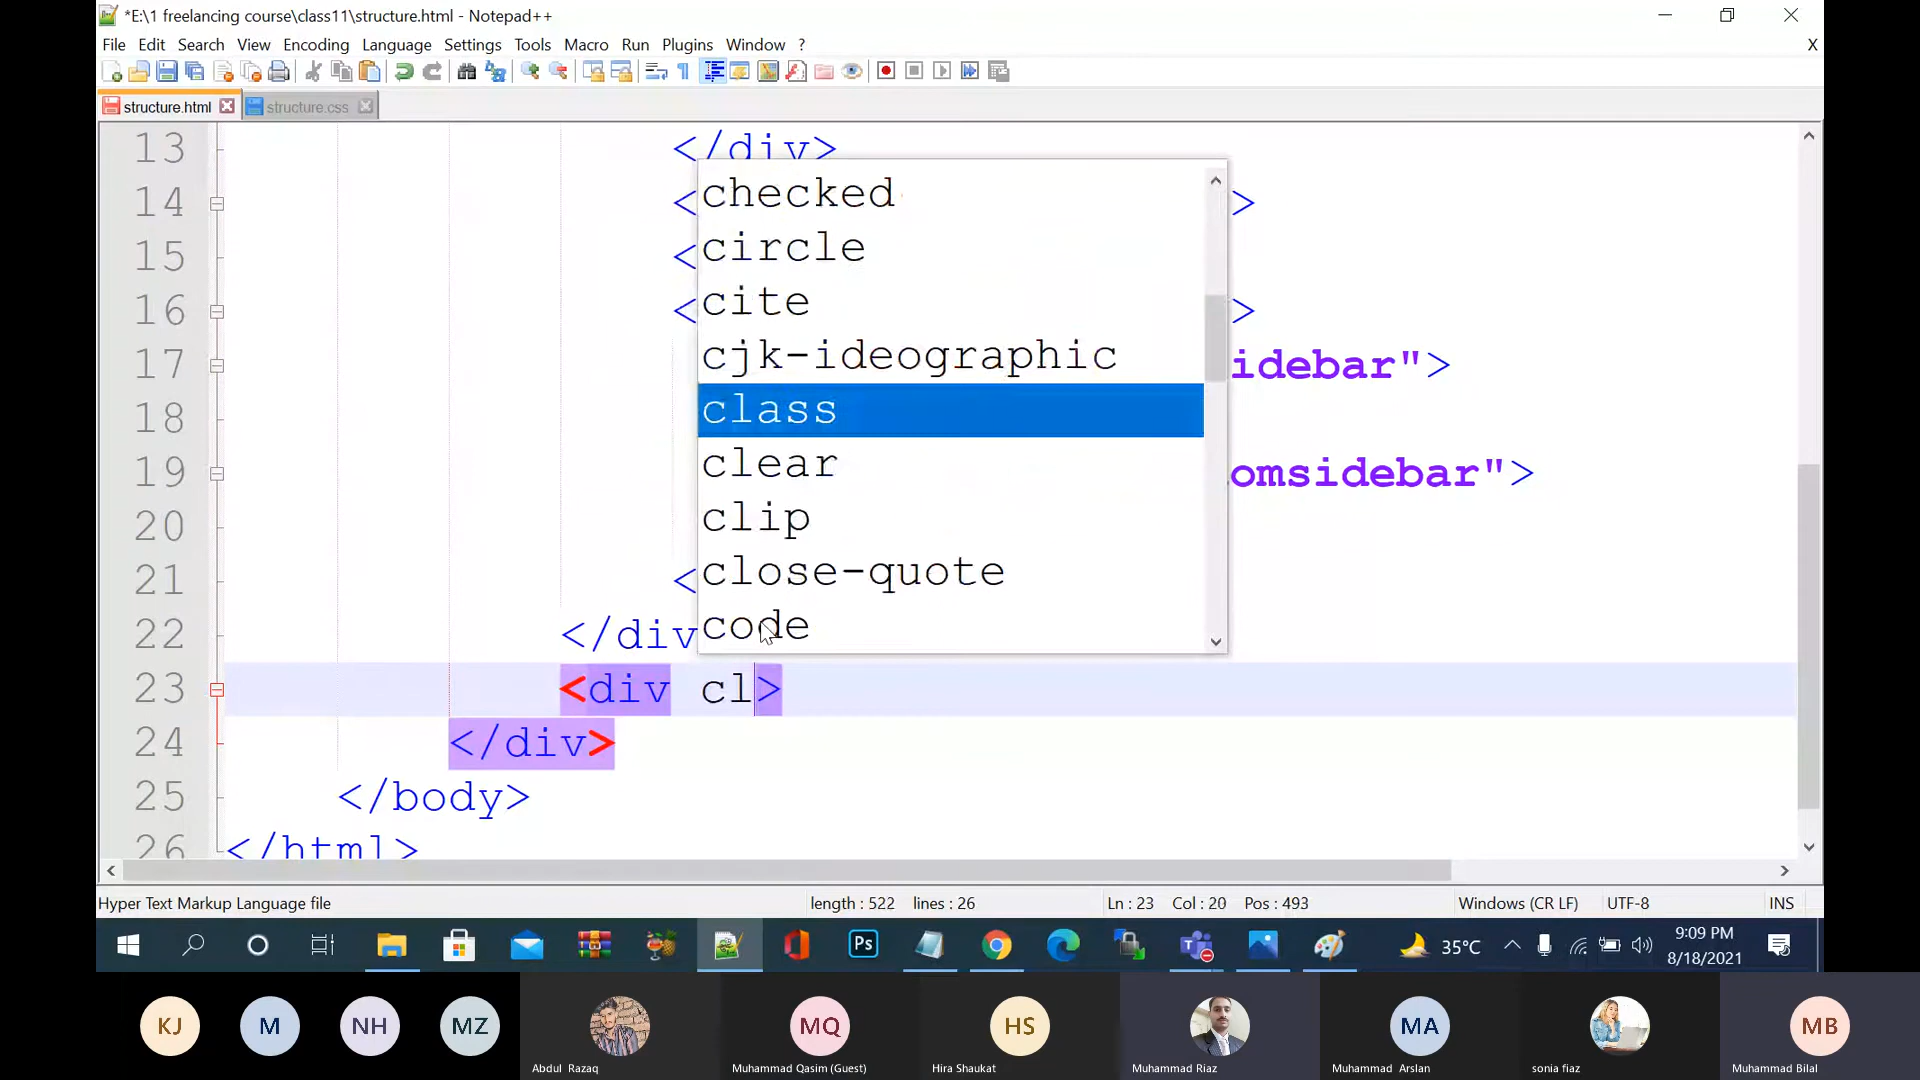 *E:\1 freelancing course\class11\structure.html - Notepad++
File Edit Search View Encoding Language Settings Tools Macro Run Plugins Window ?
X
structure.html structure.css
13 </div>
checked
14 < >
circle
15 <
cite
16 < >
cjk-ideographic
17 idebar">
class
18
clear
19 omsidebar">
clip
20
close-quote
21 <
code
22 </div
23 <div cl>
24 </div>
25 </body>
26 </html>
Hyper Text Markup Language file length : 522 lines : 26 Ln : 23 Col : 20 Pos : 493 Windows (CR LF) UTF-8 INS
Ps 35°C 9:09 PM
8/18/2021
KJ M NH MZ MQ HS MA MB
Abdul Razaq Muhammad Qasim (Guest) Hira Shaukat Muhammad Riaz Muhammad Arslan sonia fiaz Muhammad Bilal